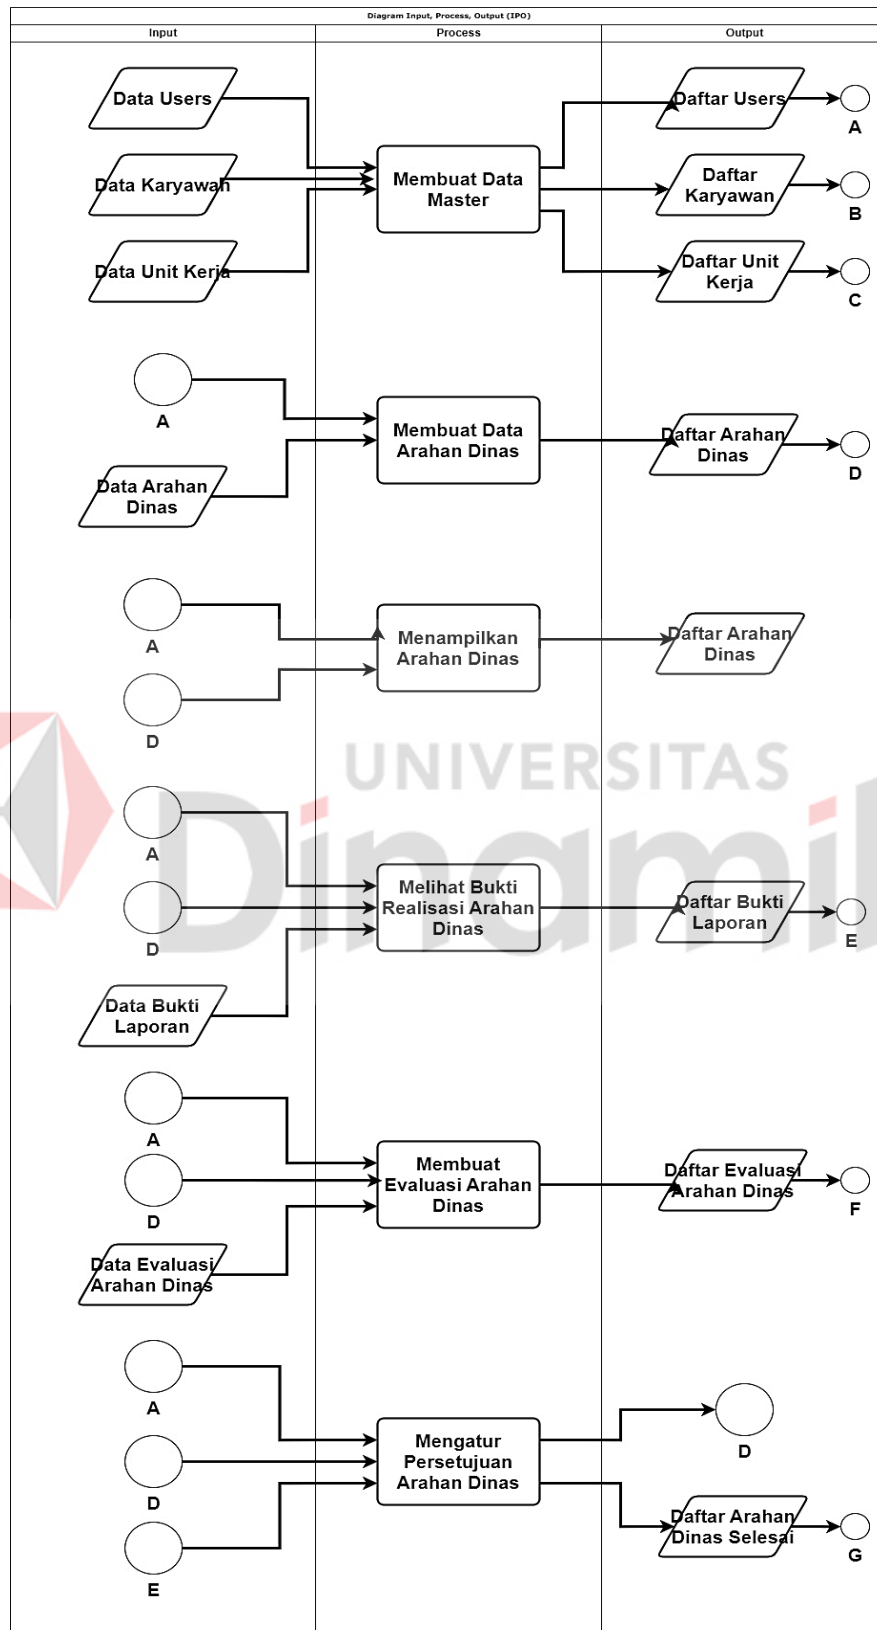 Diagram Input, Process, Output (IPO)
Input
Process
Output
Data Users
Data Karyawan
Data Unit Kerja
Membuat Data
Master
Daftar Users
A
Daftar
Karyawan
B
Daftar Unit
Kerja
C
A
Data Arahan
Dinas
Membuat Data
Arahan Dinas
Daftar Arahan
Dinas
D
A
D
Menampilkan
Arahan Dinas
Daftar Arahan
Dinas
UNIVERSITAS
Dinami
A
D
Data Bukti
Laporan
Melihat Bukti
Realisasi Arahan
Dinas
Daftar Bukti
Laporan
E
A
D
Data Evaluasi
Arahan Dinas
Membuat
Evaluasi Arahan
Dinas
Daftar Evaluasi
Arahan Dinas
F
A
D
E
Mengatur
Persetujuan
Arahan Dinas
D
Daftar Arahan
Dinas Selesai
G